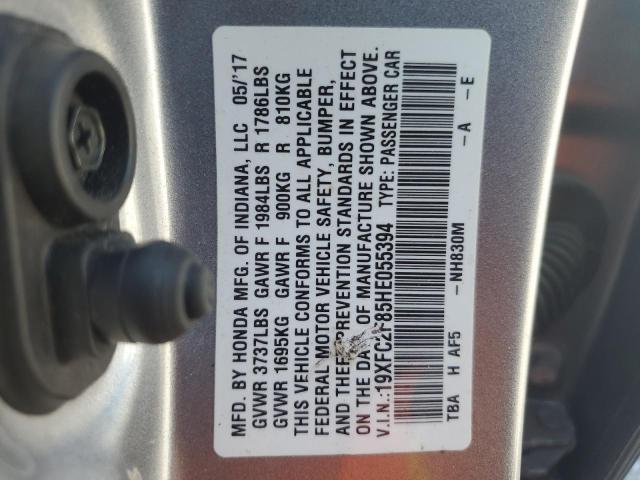 MFD. BY HONDA MFG. OF INDIANA, LLC 05/'17
GVWR 3737LBS GAWR F 1984LBS R 1786LBS
GVWR 1695KG GAWR F 900KG R 810KG
THIS VEHICLE CONFORMS TO ALL APPLICABLE
FEDERAL MOTOR VEHICLE SAFETY, BUMPER,
AND THEFT PREVENTION STANDARDS IN EFFECT
ON THE DATE OF MANUFACTURE SHOWN ABOVE.
V.I.N.:19XFC2F85HE055394 TYPE: PASSENGER CAR
TBA H AF5 -NH830M -A -E